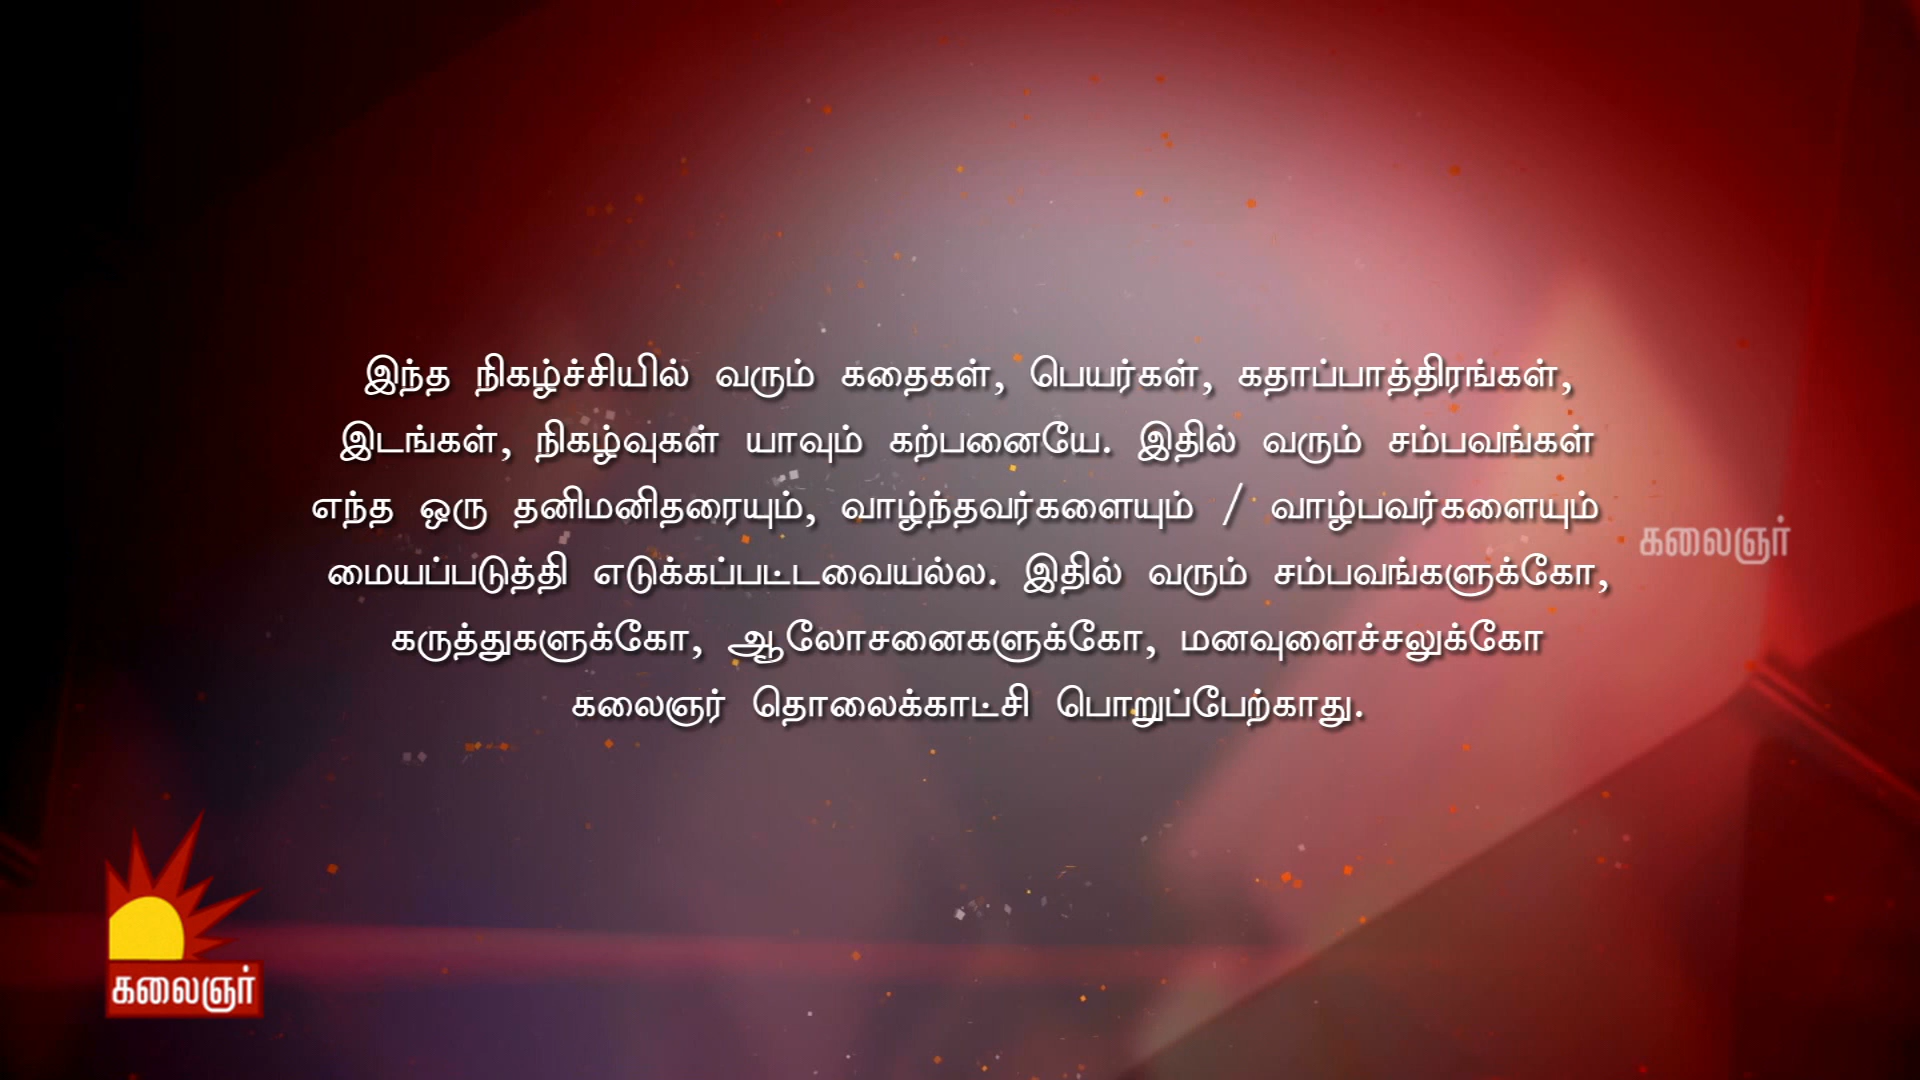 இந்த நிகழ்ச்சியில் வரும் கதைகள், பெயர்கள், கதாப்பாத்திரங்கள்,
இடங்கள், நிகழ்வுகள் யாவும் கற்பனையே. இதில் வரும் சம்பவங்கள்
எந்த ஒரு தனிமனிதரையும், வாழ்ந்தவர்களையும் / வாழ்பவர்களையும்
கலைஞர்
மையப்படுத்தி எடுக்கப்பட்டவையல்ல. இதில் வரும் சம்பவங்களுக்கோ,
கருத்துகளுக்கோ, ஆலோசனைகளுக்கோ, மனவுளைச்சலுக்கோ
கலைஞர் தொலைக்காட்சி பொறுப்பேற்காது.
கலைஞர்